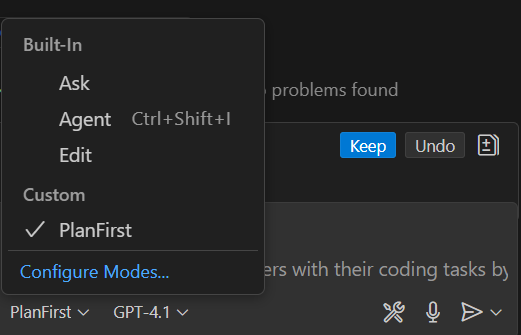 Built-In
Ask
Agent Ctrl+Shift+I
problems found
Edit
Keep Undo
Custom
PlanFirst
Configure Modes...
with their coding tasks by
PlanFirst GPT-4.1